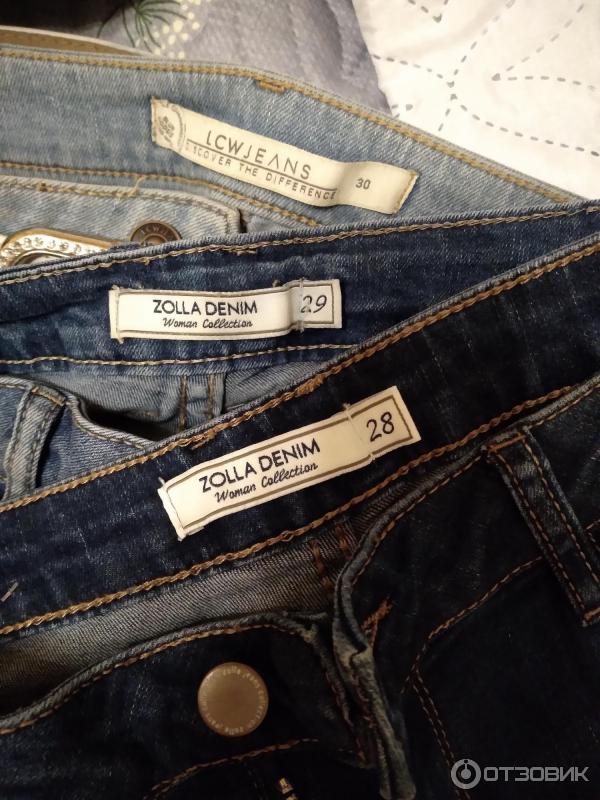 LCWJEANS
DISCOVER THE DIFFERENCE
30
ZOLLA DENIM
Woman Collection
29
ZOLLA DENIM
Woman Collection
28
ОТЗОВИК